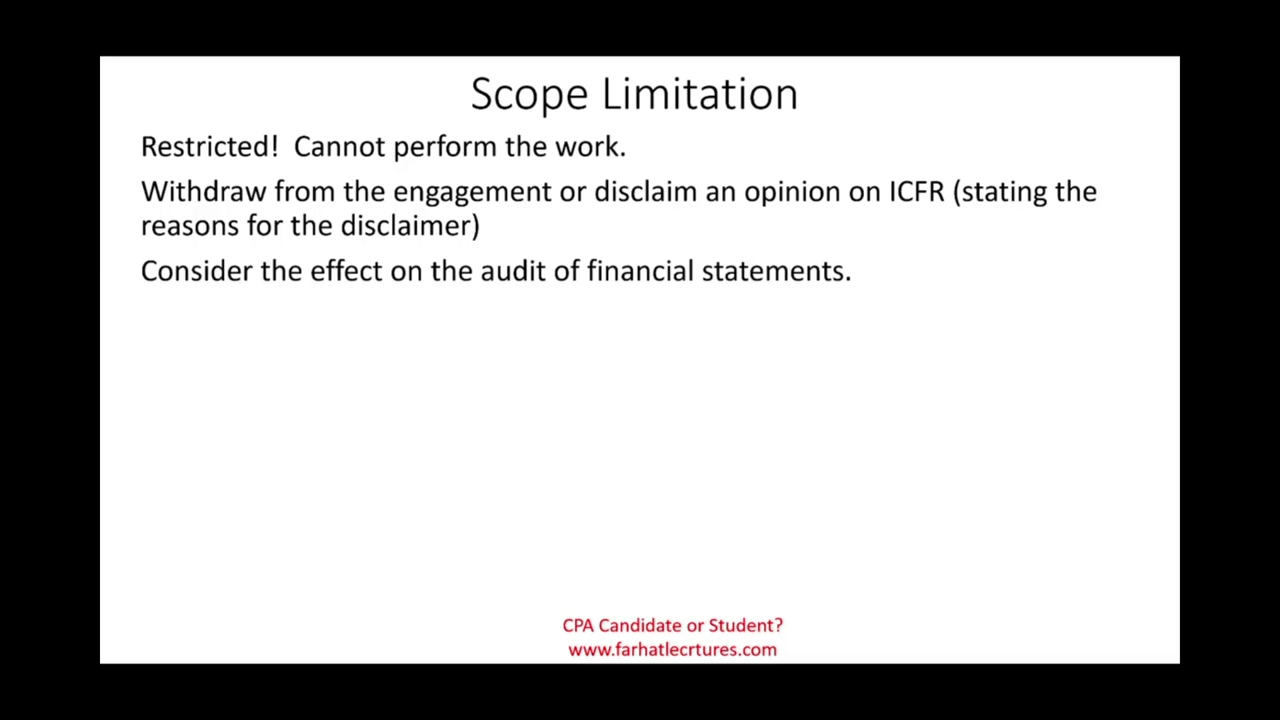 Scope Limitation
Restricted!  Cannot perform the work.
Withdraw from the engagement or disclaim an opinion on ICFR (stating the
reasons for the disclaimer)
Consider the effect on the audit of financial statements.
CPA Candidate or Student?
www.farhatlecrtures.com